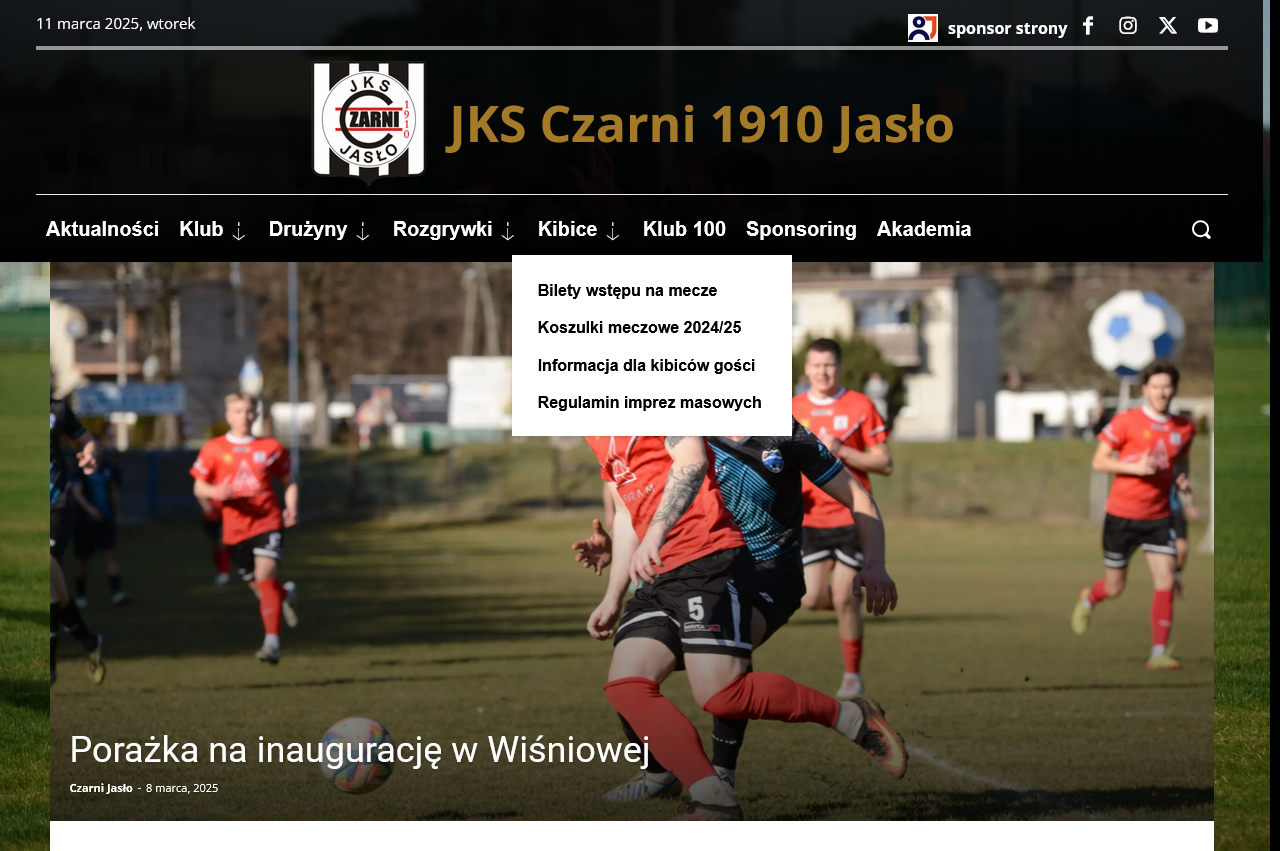 11 marca 2025, wtorek
sponsor strony
JKS
CZARNI
1910
JASŁO
JKS Czarni 1910 Jasło
Aktualności Klub Drużyny Rozgrywki Kibice Klub 100 Sponsoring Akademia
Bilety wstępu na mecze
Koszulki meczowe 2024/25
Informacja dla kibiców gości
Regulamin imprez masowych
5
Porażka na inaugurację w Wiśniowej
Czarni Jasło - 8 marca, 2025